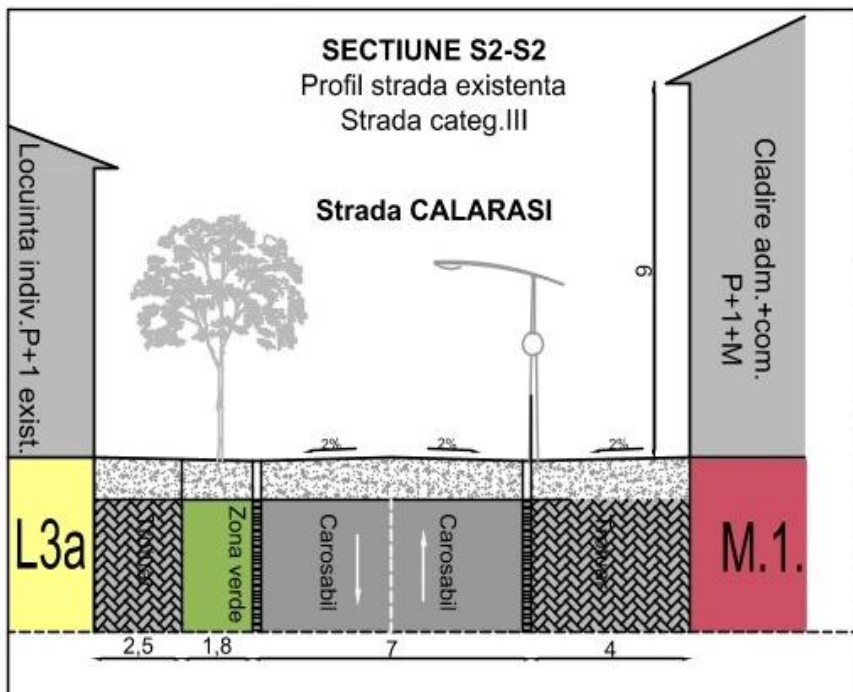 SECTIUNE S2-S2
Profil strada existenta
Strada categ.III
Strada CALARASI
Locuinta indiv.P+1 exist.
Cladire adm.+com.
P+1+M
9
2%
2%
2%
L3a
Zona verde
Carosabil
Carosabil
M.1.
2,5
1,8
7
4